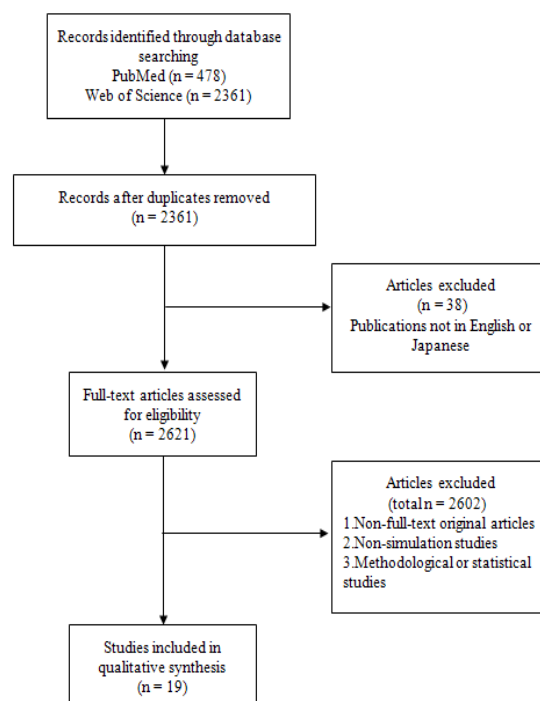 Records identified through database
searching
PubMed (n = 478)
Web of Science (n = 2361)
Records after duplicates removed
(n = 2361)
Articles excluded
(n = 38)
Publications not in English or
Japanese
Full-text articles assessed
for eligibility
(n = 2621)
Articles excluded
(total n = 2602)
1.Non-full-text original articles
2.Non-simulation studies
3.Methodological or statistical
studies
Studies included in
qualitative synthesis
(n = 19)